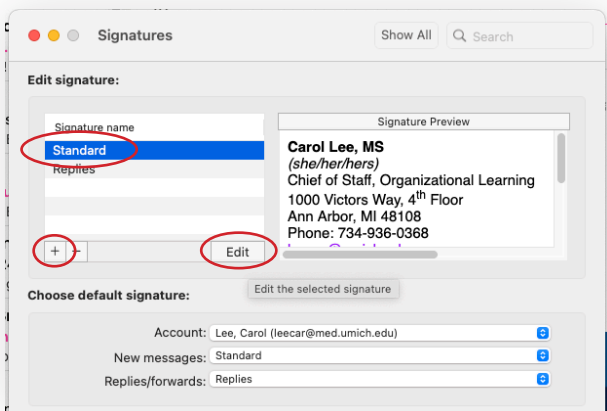 Signatures
Show All
Search
Edit signature:
Signature name
Signature Preview
Standard
Replies
Carol Lee, MS
(she/her/hers)
Chief of Staff, Organizational Learning
1000 Victors Way, 4th Floor
Ann Arbor, MI 48108
Phone: 734-936-0368
+ -
Edit
Edit the selected signature
Choose default signature:
Account: Lee, Carol (leecar@med.umich.edu)
New messages: Standard
Replies/forwards: Replies